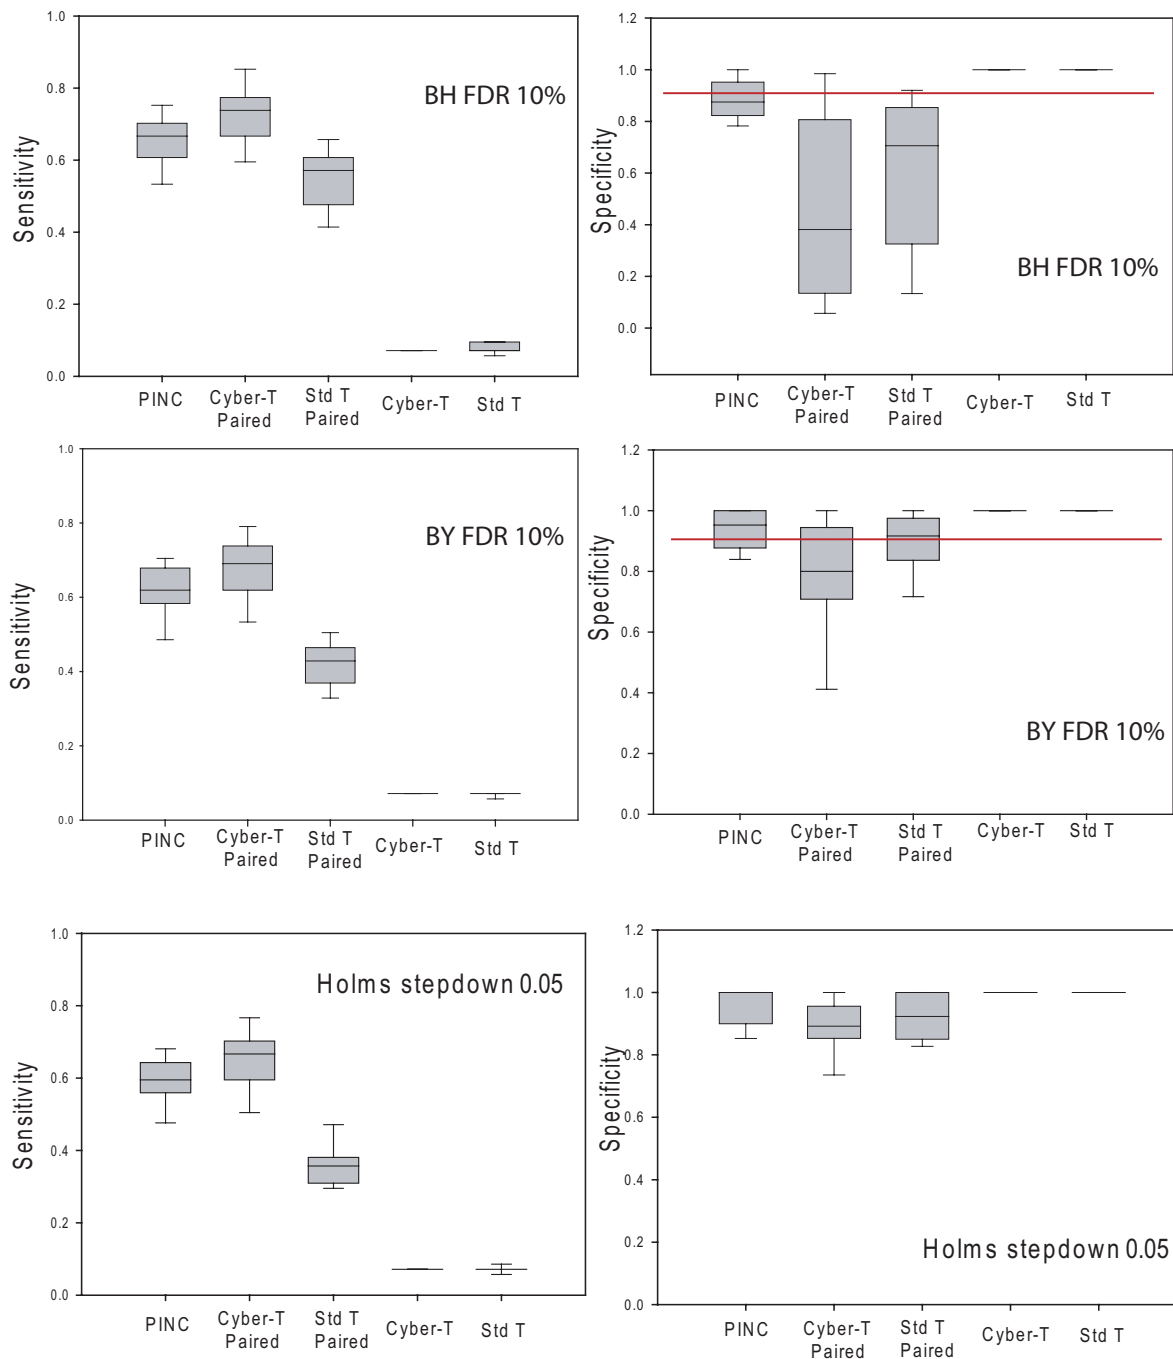 1.0
0.8
0.6
0.4
0.2
0.0
Sensitivity
BH FDR 10%
PINC
Cyber-T
Paired
Std T
Paired
Cyber-T
Std T
1.2
1.0
0.8
0.6
0.4
0.2
0.0
Specificity
BH FDR 10%
PINC
Cyber-T
Paired
Std T
Paired
Cyber-T
Std T
1.0
0.8
0.6
0.4
0.2
0.0
Sensitivity
BY FDR 10%
PINC
Cyber-T
Paired
Std T
Paired
Cyber-T
Std T
1.2
1.0
0.8
0.6
0.4
0.2
0.0
Specificity
BY FDR 10%
PINC
Cyber-T
Paired
Std T
Paired
Cyber-T
Std T
1.0
0.8
0.6
0.4
0.2
0.0
Sensitivity
Holms stepdown 0.05
PINC
Cyber-T
Paired
Std T
Paired
Cyber-T
Std T
1.2
1.0
0.8
0.6
0.4
0.2
0.0
Specificity
Holms stepdown 0.05
PINC
Cyber-T
Paired
Std T
Paired
Cyber-T
Std T